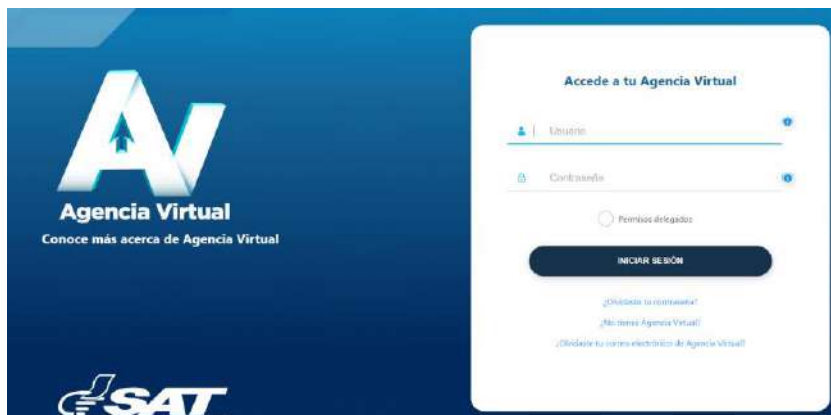 AV
Agencia Virtual
Conoce más acerca de Agencia Virtual
SAT
Accede a tu Agencia Virtual
Usuario
Contraseña
Permisos delegados
INICIAR SESIÓN
¿Olvidaste tu contraseña?
¿No tienes Agencia Virtual?
¿Olvidaste tu correo electrónico de Agencia Virtual?